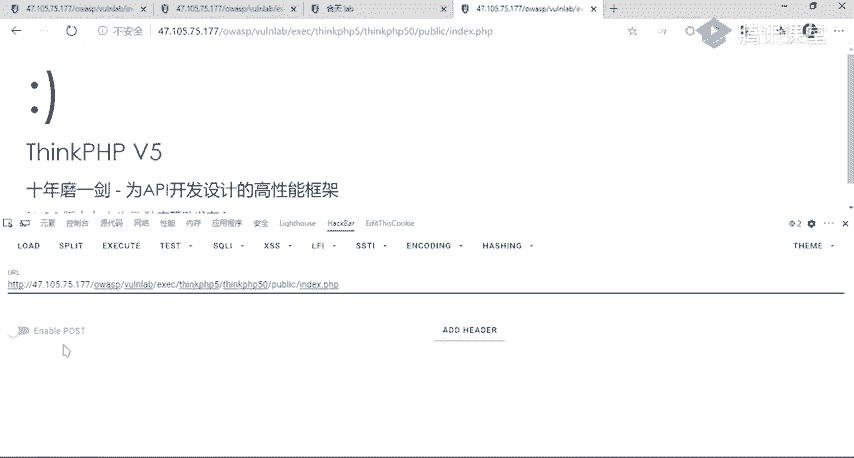 47.105.75.177/owasp/vulnlab/in
47.105.75.177/owasp/vulnlab/ex
合天 lab
47.105.75.177/owasp/vulnlab/ex
不安全 47.105.75.177/owasp/vulnlab/exec/thinkphp5/thinkphp50/public/index.php
腾讯课堂
:)
ThinkPHP V5
十年磨一剑 - 为API开发设计的高性能框架
元素 控制台 源代码 网络 性能 内存 应用程序 安全 Lighthouse HackBar EditThisCookie 2
LOAD SPLIT EXECUTE TEST SQLI XSS LFI SSTI ENCODING HASHING THEME
URL
http://47.105.75.177/owasp/vulnlab/exec/thinkphp5/thinkphp50/public/index.php
Enable POST
ADD HEADER